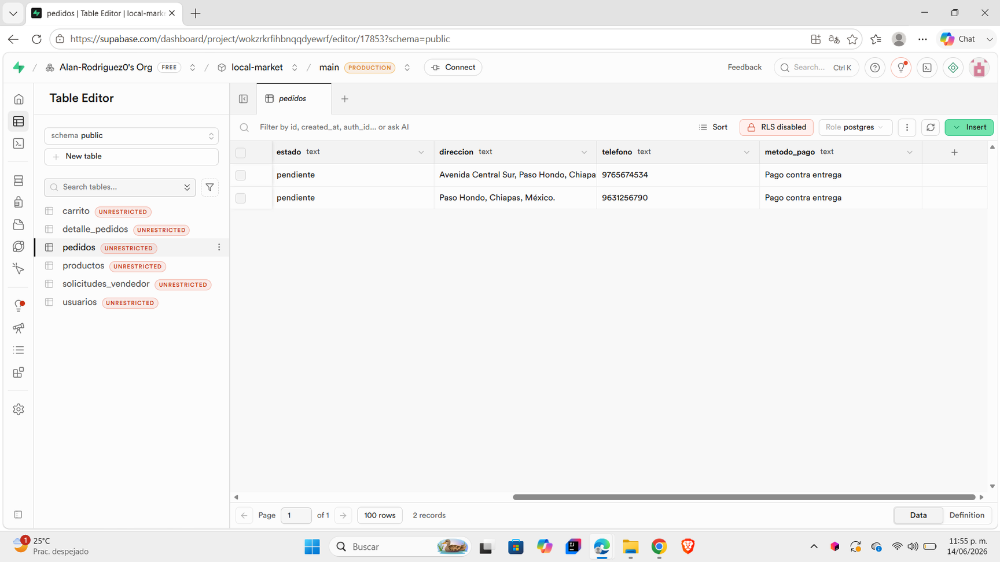 pedidos | Table Editor | local-mark
https://supabase.com/dashboard/project/wokzrkrfihbnqqdyewrf/editor/17853?schema=public
Chat
/ Alan-Rodriguez0's Org FREE / local-market / main PRODUCTION Connect
Feedback Search... Ctrl K
Table Editor
pedidos
schema public
Filter by id, created_at, auth_id... or ask AI
Sort RLS disabled Role postgres Insert
New table
estado text direccion text telefono text metodo_pago text
pendiente Avenida Central Sur, Paso Hondo, Chiapa 9765674534 Pago contra entrega
Search tables...
pendiente Paso Hondo, Chiapas, México. 9631256790 Pago contra entrega
carrito UNRESTRICTED
detalle_pedidos UNRESTRICTED
pedidos UNRESTRICTED
productos UNRESTRICTED
solicitudes_vendedor UNRESTRICTED
usuarios UNRESTRICTED
Page 1 of 1 100 rows 2 records Data Definition
1 25°C
Prac. despejado
Buscar
11:55 p. m.
14/06/2026